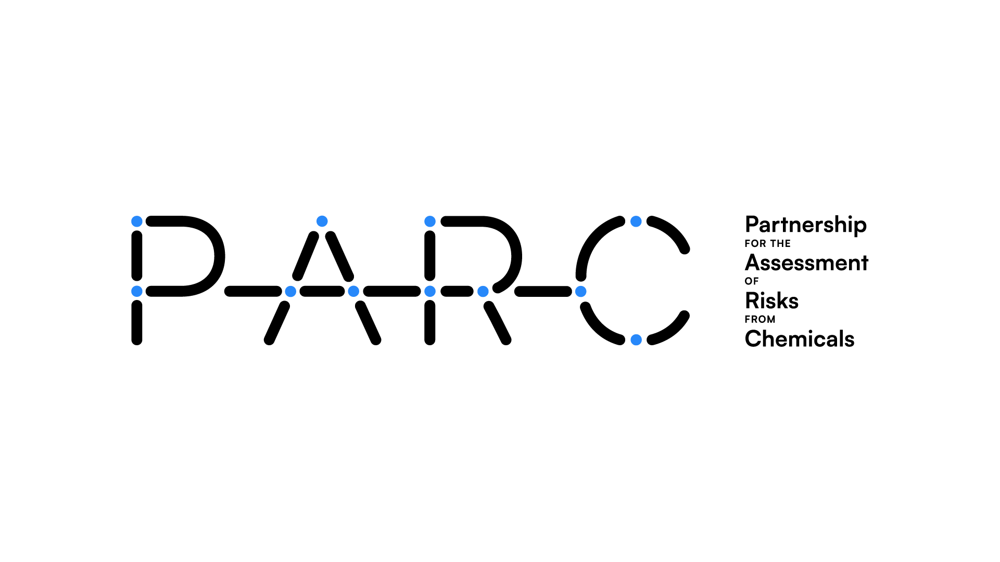 PARC
Partnership
FOR THE
Assessment
OF
Risks
FROM
Chemicals